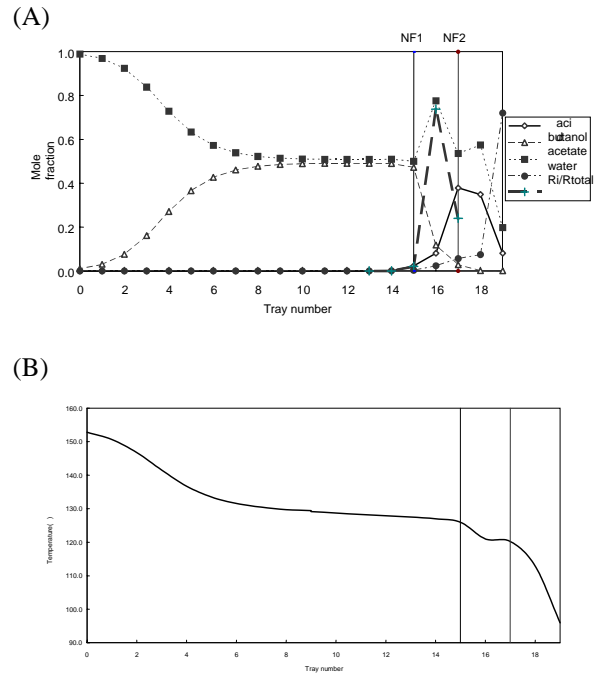 (A)
NF1 NF2
1.0
0.8
0.6
0.4
0.2
0.0
Mole
fraction
0 2 4 6 8 10 12 14 16 18
Tray number
aci
butanol
acetate
water
Ri/Rtotal
(B)
160.0
150.0
140.0
130.0
120.0
110.0
100.0
90.0
Temperature( )
0 2 4 6 8 10 12 14 16 18
Tray number